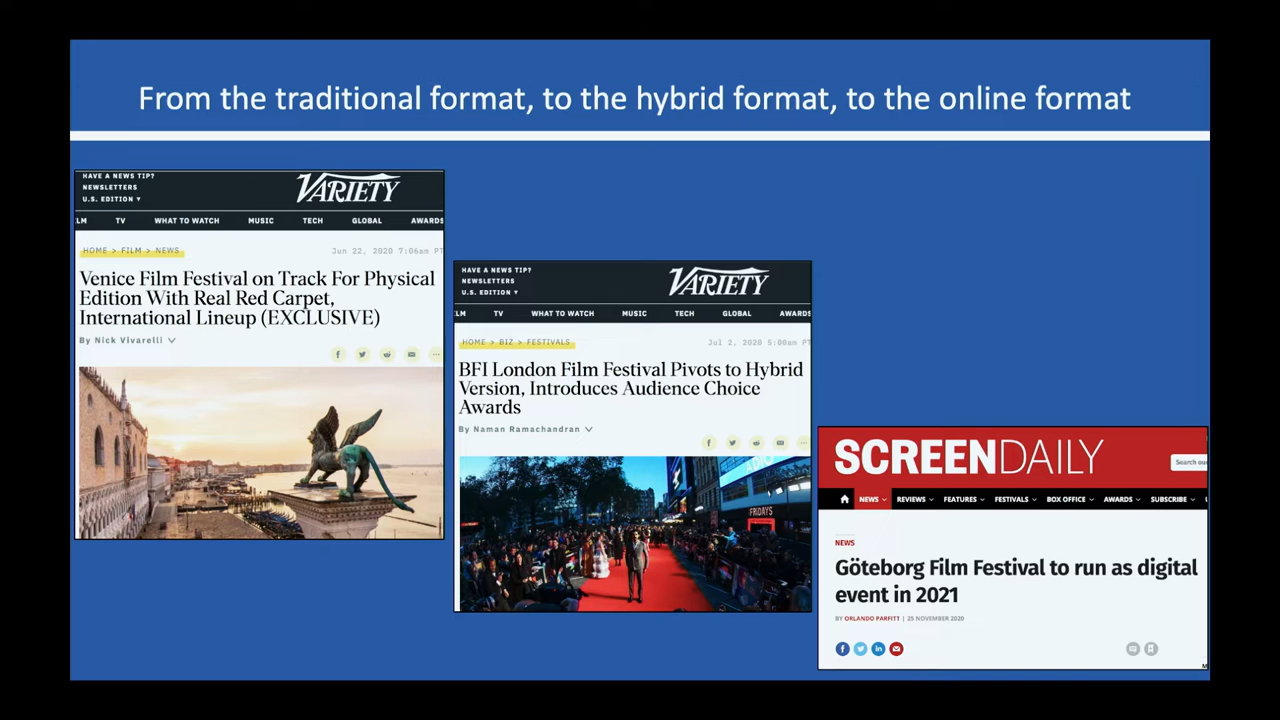 From the traditional format, to the hybrid format, to the online format
HAVE A NEWS TIP?
NEWSLETTERS
U.S. EDITION ▾
VARIETY
LM TV WHAT TO WATCH MUSIC TECH GLOBAL AWARDS
HOME > FILM > NEWS Jun 22, 2020 7:06am PT
Venice Film Festival on Track For Physical
Edition With Real Red Carpet,
International Lineup (EXCLUSIVE)
By Nick Vivarelli
HAVE A NEWS TIP?
NEWSLETTERS
U.S. EDITION ▾
VARIETY
LM TV WHAT TO WATCH MUSIC TECH GLOBAL AWARDS
HOME > BIZ > FESTIVALS Jul 2, 2020 5:00am PT
BFI London Film Festival Pivots to Hybrid
Version, Introduces Audience Choice
Awards
By Naman Ramachandran
FRIDAYS
SCREENDAILY
Search our
NEWS REVIEWS FEATURES FESTIVALS BOX OFFICE AWARDS SUBSCRIBE
NEWS
Göteborg Film Festival to run as digital
event in 2021
BY ORLANDO PARFITT | 25 NOVEMBER 2020